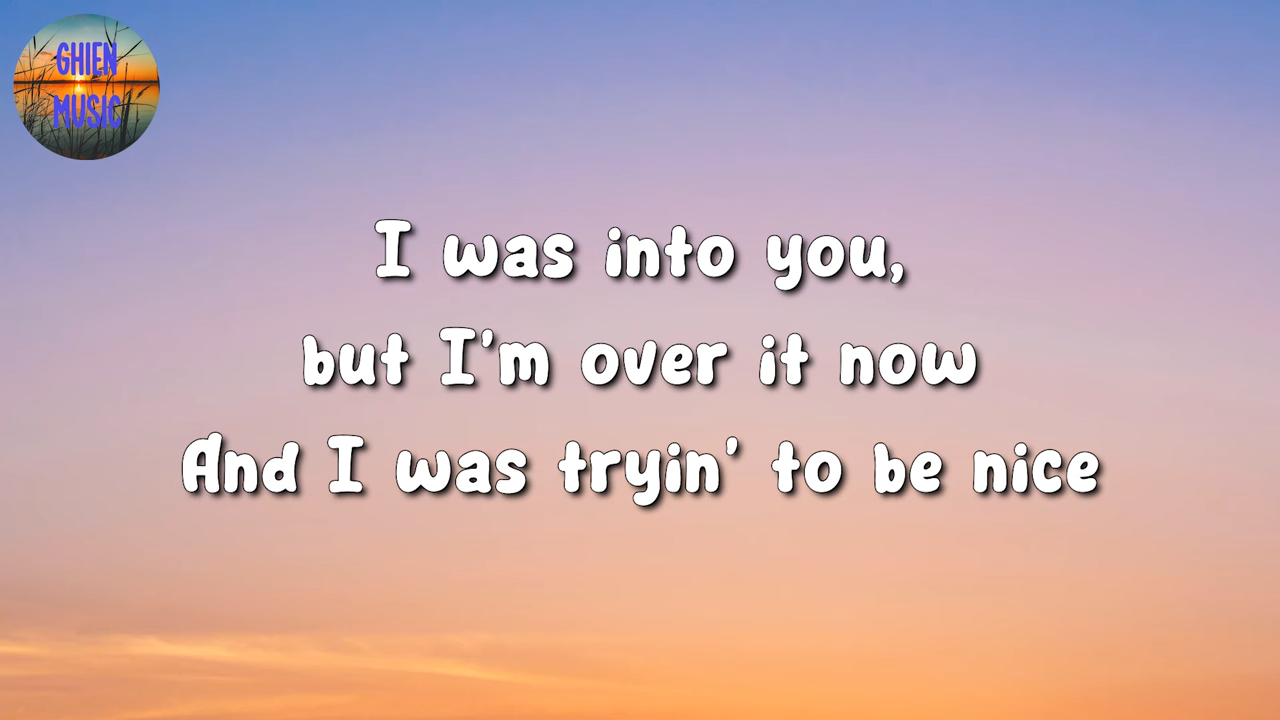 GHIEN
MUSIC
I was into you,
but I'm over it now
And I was tryin' to be nice